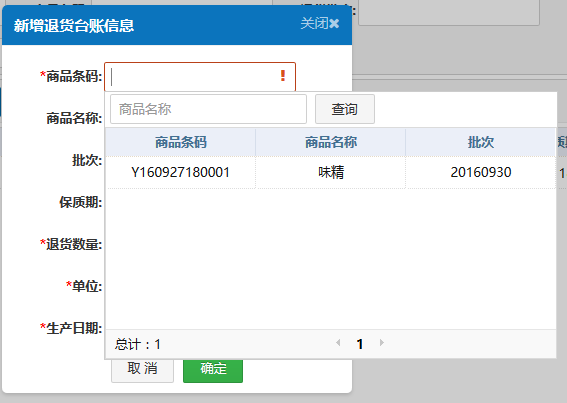 新增退货台账信息
关闭
*商品条码:
!
商品名称
查询
商品条码 商品名称 批次
Y160927180001 味精 20160930
商品名称:
批次:
保质期:
*退货数量:
*单位:
*生产日期:
总计：1
1
取 消
确定